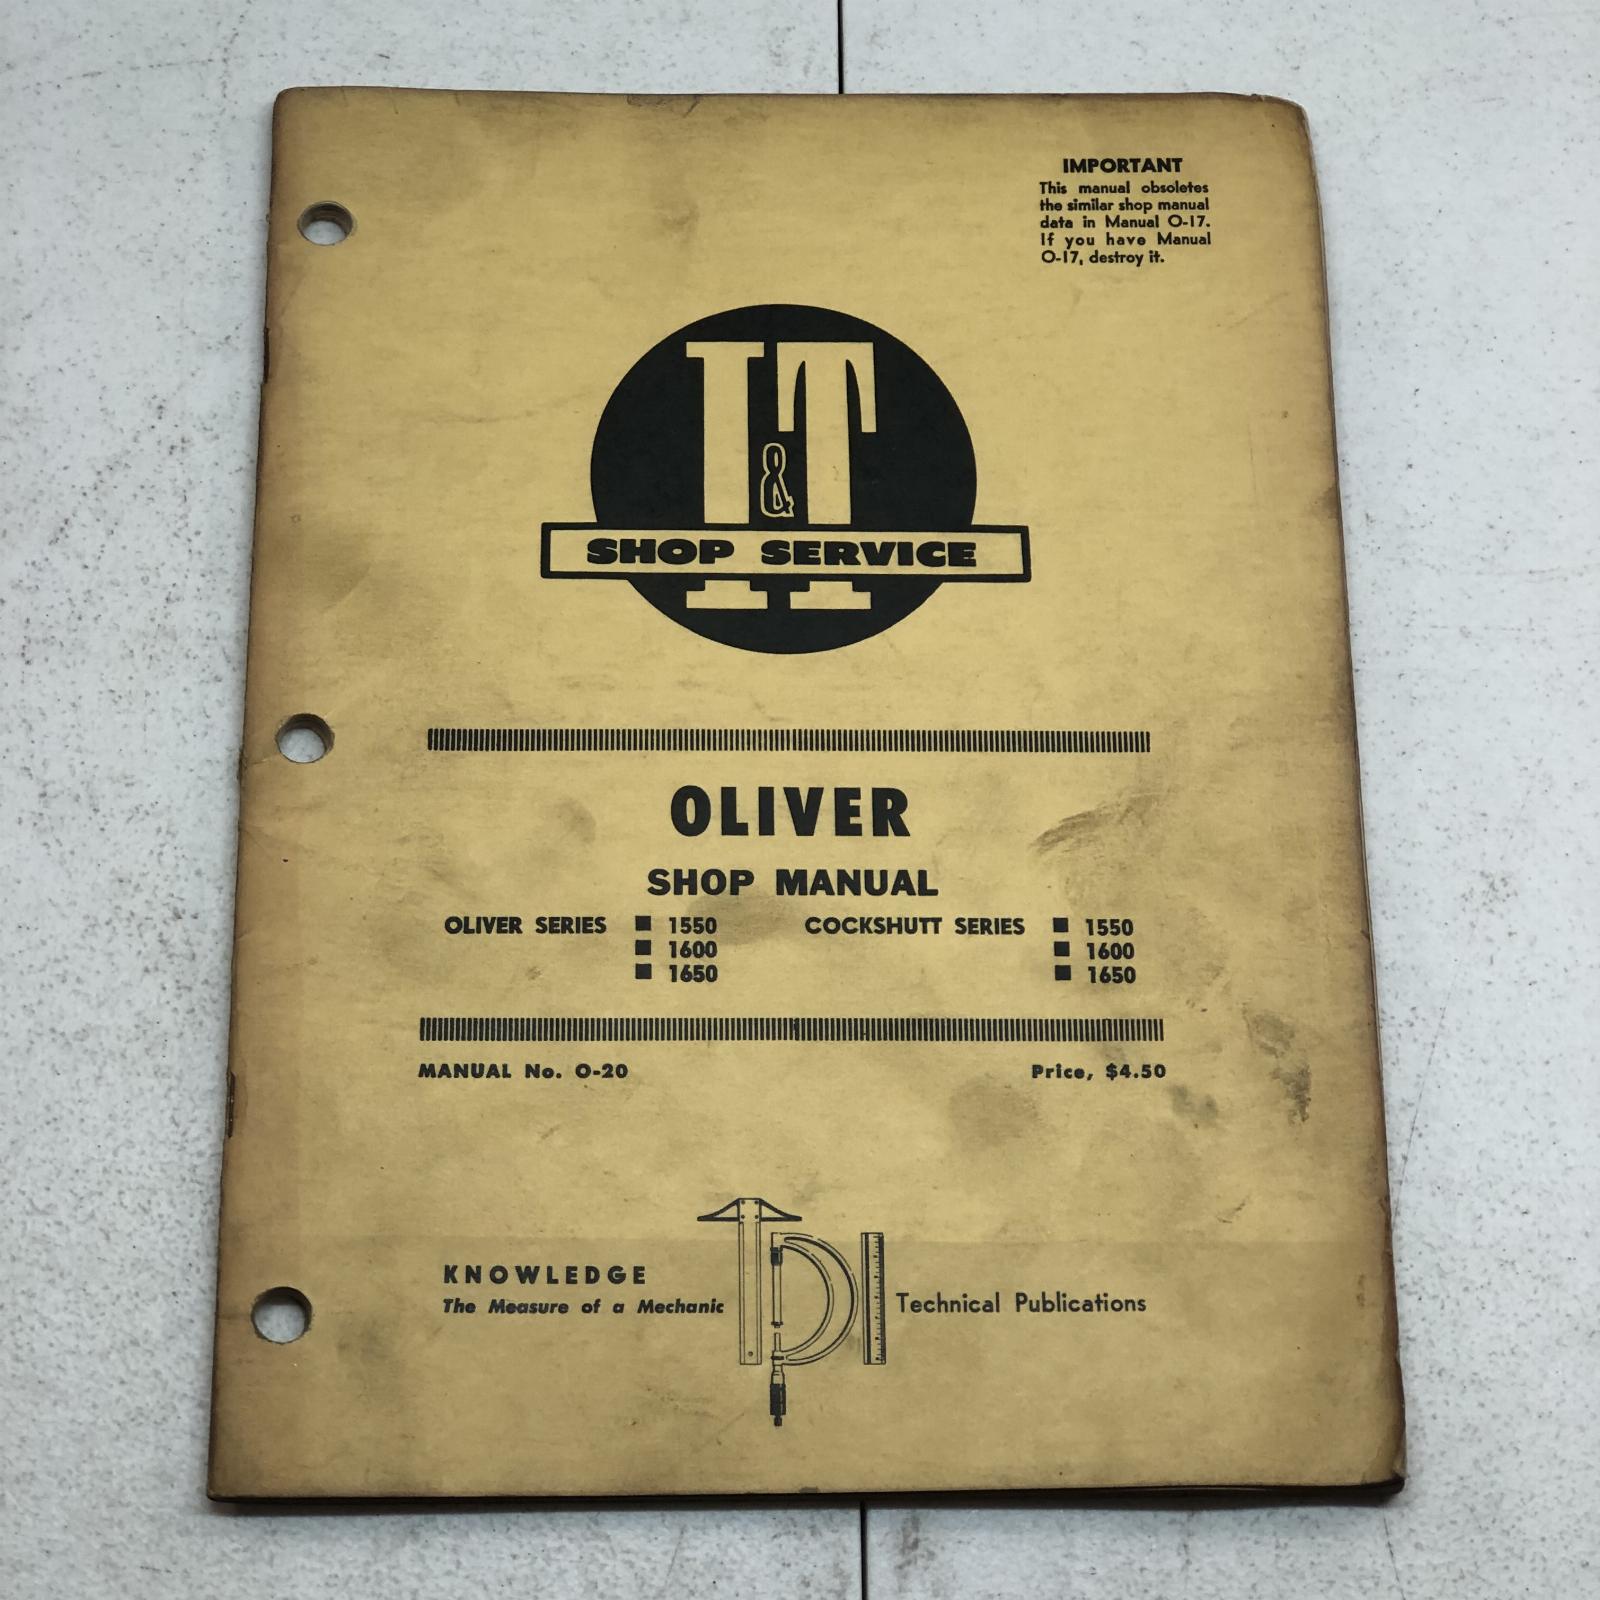 IMPORTANT
This manual obsoletes
the similar shop manual
data in Manual O-17.
If you have Manual
O-17, destroy it.
I&T
SHOP SERVICE
OLIVER
SHOP MANUAL
OLIVER SERIES ■ 1550 COCKSHUTT SERIES ■ 1550
■ 1600 ■ 1600
■ 1650 ■ 1650
MANUAL No. O-20 Price, $4.50
KNOWLEDGE
The Measure of a Mechanic TPI Technical Publications